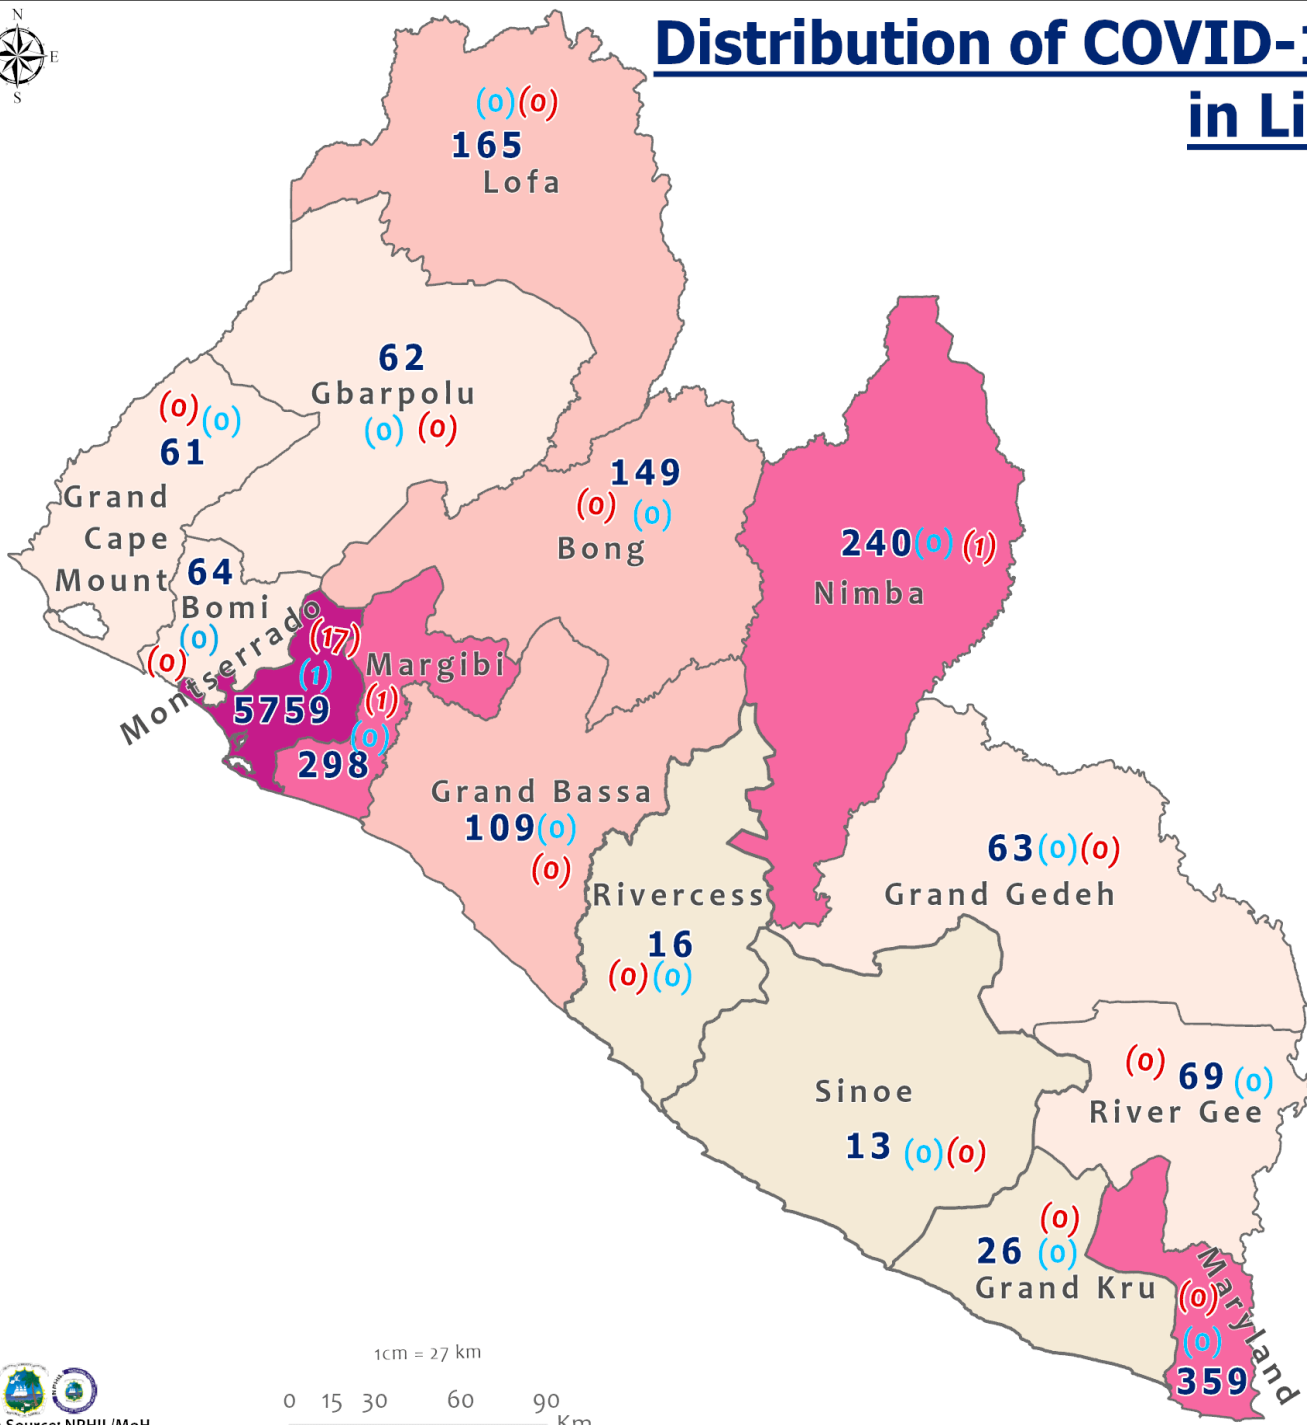 N
E
S
Distribution of COVID-1
in Li
(0)(0)
165
Lofa
62
Gbarpolu
(0) (0)
(0)(0)
61
Grand
Cape
Mount
149
(0) (0)
Bong
240(0) (1)
Nimba
64
Bomi
(0)
(0)
Montserrado
(17)
(1)
5759
Margibi
(1)
(0)
298
Grand Bassa
109(0)
(0)
Rivercess
16
(0)(0)
63(0)(0)
Grand Gedeh
(0) 69 (0)
River Gee
Sinoe
13 (0)(0)
(0)
26 (0)
Grand Kru
Maryland
(0)
(0)
359
1cm = 27 km
0 15 30 60 90
Km
Source: NPHIL/MoH